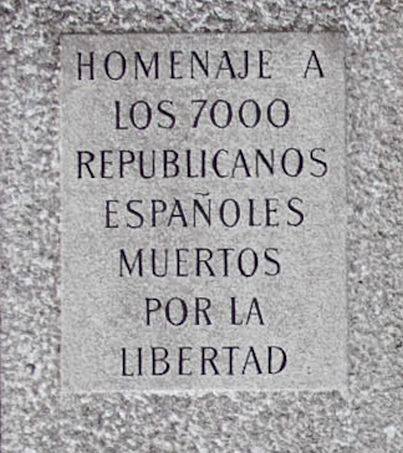 HOMENAJE A
LOS 7000
REPUBLICANOS
ESPAÑOLES
MUERTOS
POR LA
LIBERTAD